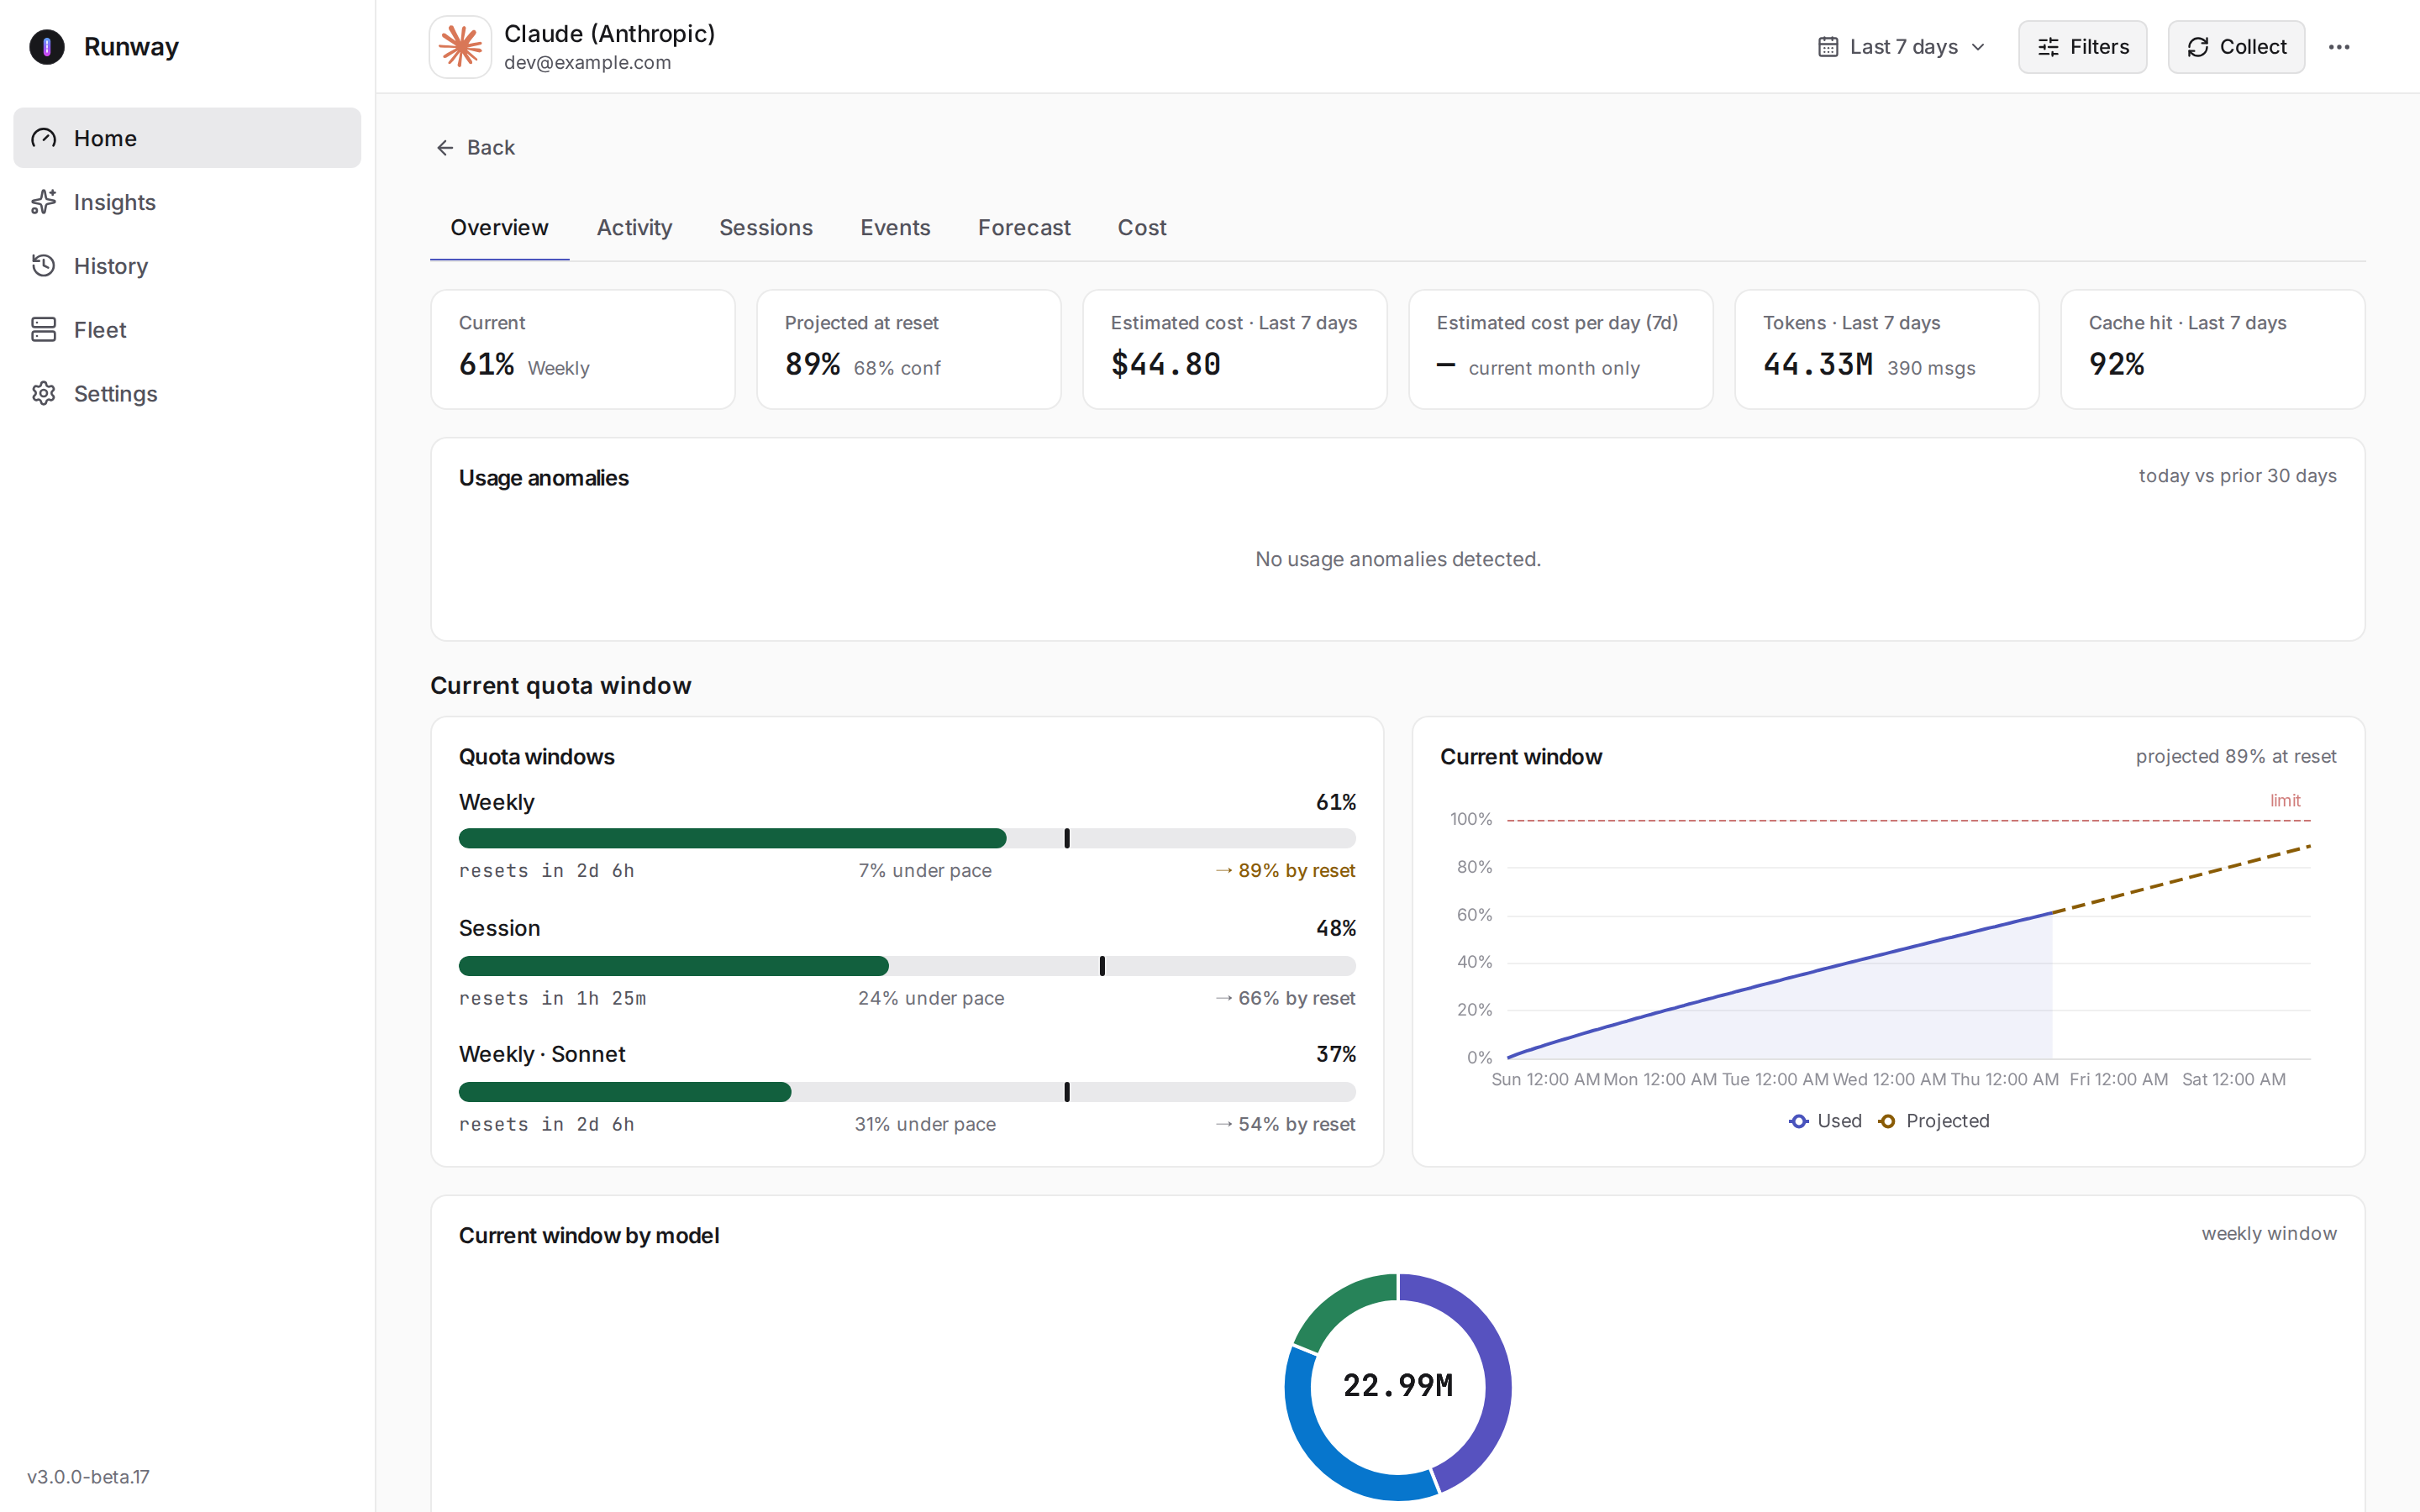 Runway
Claude (Anthropic)
dev@example.com
Last 7 days
Filters
Collect
Home
Insights
History
Fleet
Settings
v3.0.0-beta.17
Back
Overview
Activity
Sessions
Events
Forecast
Cost
Current
61% Weekly
Projected at reset
89% 68% conf
Estimated cost · Last 7 days
$44.80
Estimated cost per day (7d)
— current month only
Tokens · Last 7 days
44.33M 390 msgs
Cache hit · Last 7 days
92%
Usage anomalies
today vs prior 30 days
No usage anomalies detected.
Current quota window
Quota windows
Weekly 61%
resets in 2d 6h 7% under pace → 89% by reset
Session 48%
resets in 1h 25m 24% under pace → 66% by reset
Weekly · Sonnet 37%
resets in 2d 6h 31% under pace → 54% by reset
Current window
projected 89% at reset
limit
100%
80%
60%
40%
20%
0%
Sun 12:00 AM Mon 12:00 AM Tue 12:00 AM Wed 12:00 AM Thu 12:00 AM Fri 12:00 AM Sat 12:00 AM
Used Projected
Current window by model
weekly window
22.99M